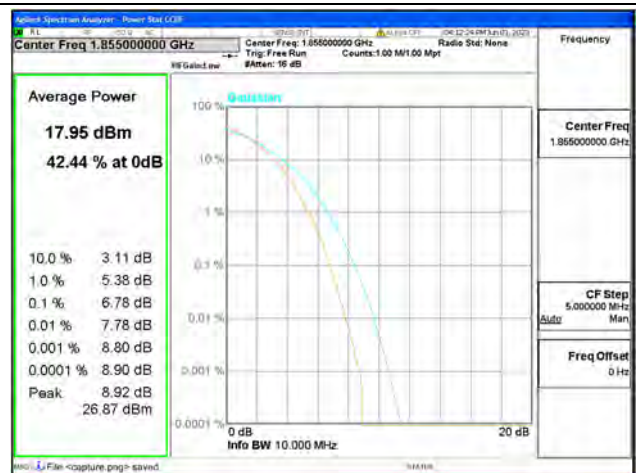 Agilent Spectrum Analyzer - Power Stat CCDF
Center Freq 1.855000000 GHz
Center Freq: 1.855000000 GHz
Radio Std: None
Trig: Free Run
Counts:1.00 M/1.00 Mpt
#IFGain:Low
#Atten: 16 dB
Frequency
Average Power
17.95 dBm
42.44 % at 0dB
10.0 % 3.11 dB
1.0 % 5.38 dB
0.1 % 6.78 dB
0.01 % 7.78 dB
0.001 % 8.80 dB
0.0001 % 8.90 dB
Peak 8.92 dB
26.87 dBm
Gaussian
100 %
10 %
1 %
0.1 %
0.01 %
0.001 %
0.0001 %
0 dB
20 dB
Info BW 10.000 MHz
Center Freq
1.855000000 GHz
CF Step
5.000000 MHz
Auto Man
Freq Offset
0 Hz
MSG
File <capture.png> saved
STATUS